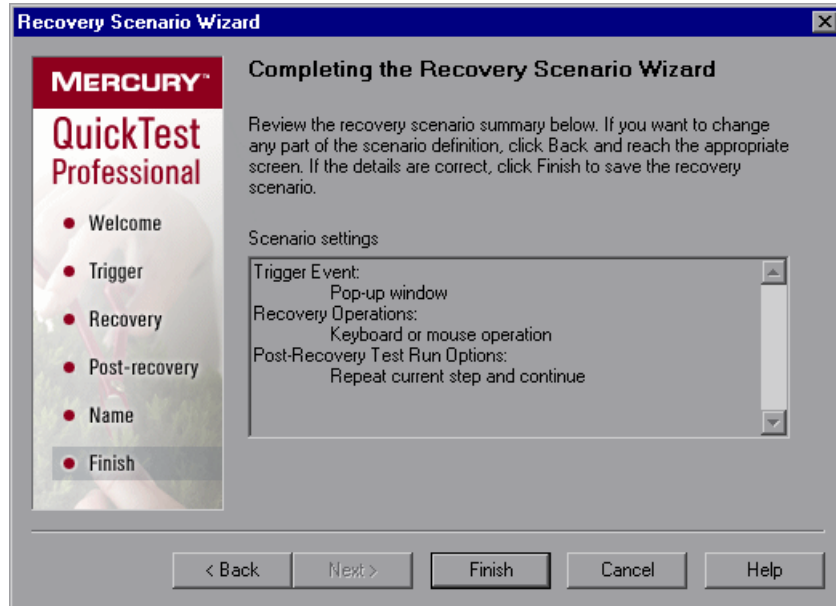 Recovery Scenario Wizard
MERCURY™
QuickTest
Professional
Welcome
Trigger
Recovery
Post-recovery
Name
Finish
Completing the Recovery Scenario Wizard
Review the recovery scenario summary below. If you want to change
any part of the scenario definition, click Back and reach the appropriate
screen. If the details are correct, click Finish to save the recovery
scenario.
Scenario settings
Trigger Event:
Pop-up window
Recovery Operations:
Keyboard or mouse operation
Post-Recovery Test Run Options:
Repeat current step and continue
< Back
Next >
Finish
Cancel
Help